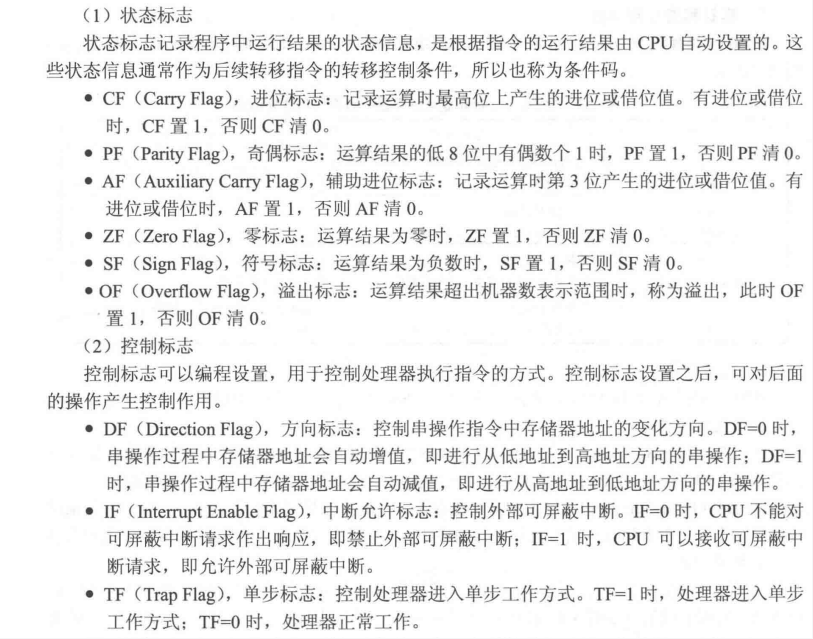 （1）状态标志
状态标志记录程序中运行结果的状态信息，是根据指令的运行结果由 CPU 自动设置的。这
些状态信息通常作为后续转移指令的转移控制条件，所以也称为条件码。
● CF（Carry Flag），进位标志：记录运算时最高位上产生的进位或借位值。有进位或借位
时，CF 置 1，否则 CF 清 0。
● PF（Parity Flag），奇偶标志：运算结果的低 8 位中有偶数个 1 时，PF 置 1，否则 PF 清 0。
● AF（Auxiliary Carry Flag），辅助进位标志：记录运算时第 3 位产生的进位或借位值。有
进位或借位时，AF 置 1，否则 AF 清 0。
● ZF（Zero Flag），零标志：运算结果为零时，ZF 置 1，否则 ZF 清 0。
● SF（Sign Flag），符号标志：运算结果为负数时，SF 置 1，否则 SF 清 0。
● OF（Overflow Flag），溢出标志：运算结果超出机器数表示范围时，称为溢出，此时 OF
置 1，否则 OF 清 0。
（2）控制标志
控制标志可以编程设置，用于控制处理器执行指令的方式。控制标志设置之后，可对后面
的操作产生控制作用。
● DF（Direction Flag），方向标志：控制串操作指令中存储器地址的变化方向。DF=0 时，
串操作过程中存储器地址会自动增值，即进行从低地址到高地址方向的串操作；DF=1
时，串操作过程中存储器地址会自动减值，即进行从高地址到低地址方向的串操作。
● IF（Interrupt Enable Flag），中断允许标志：控制外部可屏蔽中断。IF=0 时，CPU 不能对
可屏蔽中断请求作出响应，即禁止外部可屏蔽中断；IF=1 时，CPU 可以接收可屏蔽中
断请求，即允许外部可屏蔽中断。
● TF（Trap Flag），单步标志：控制处理器进入单步工作方式。TF=1 时，处理器进入单步
工作方式；TF=0 时，处理器正常工作。